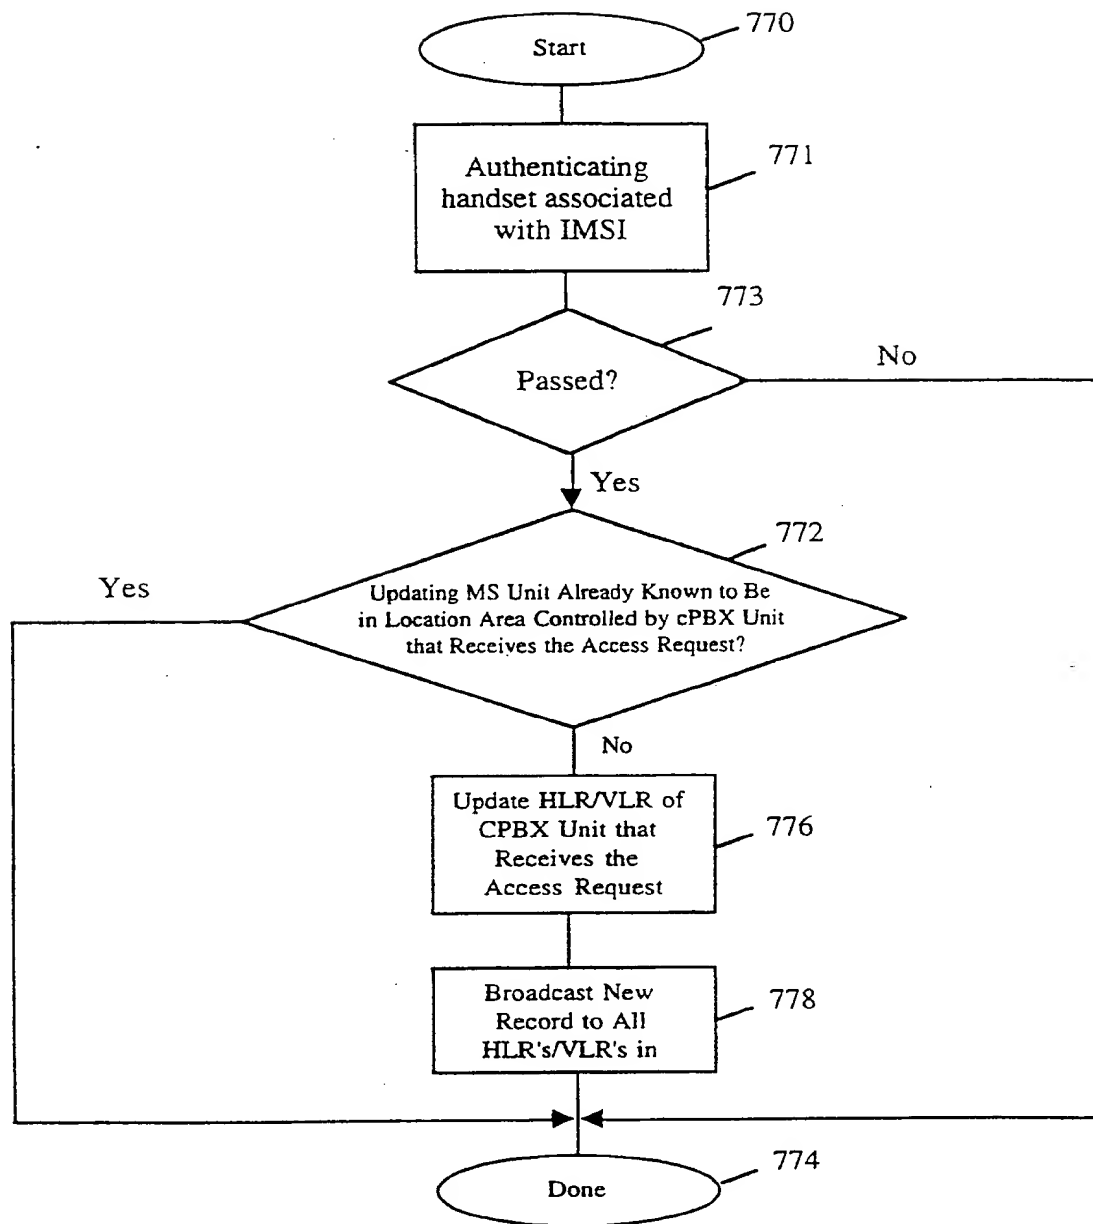 770
Start
771
Authenticating
handset associated
with IMSI
773
No
Passed?
Yes
772
Yes
Updating MS Unit Already Known to Be
in Location Area Controlled by cPBX Unit
that Receives the Access Request?
No
Update HLR/VLR of
CPBX Unit that
Receives the
Access Request
776
Broadcast New
Record to All
HLR's/VLR's in
778
774
Done